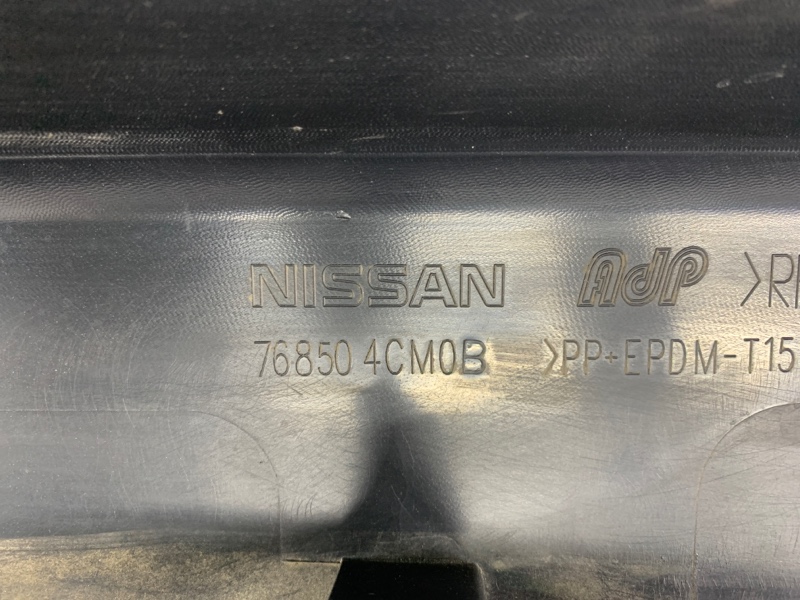 NISSAN AdP
76850 4CM0B >PP+EPDM-T15